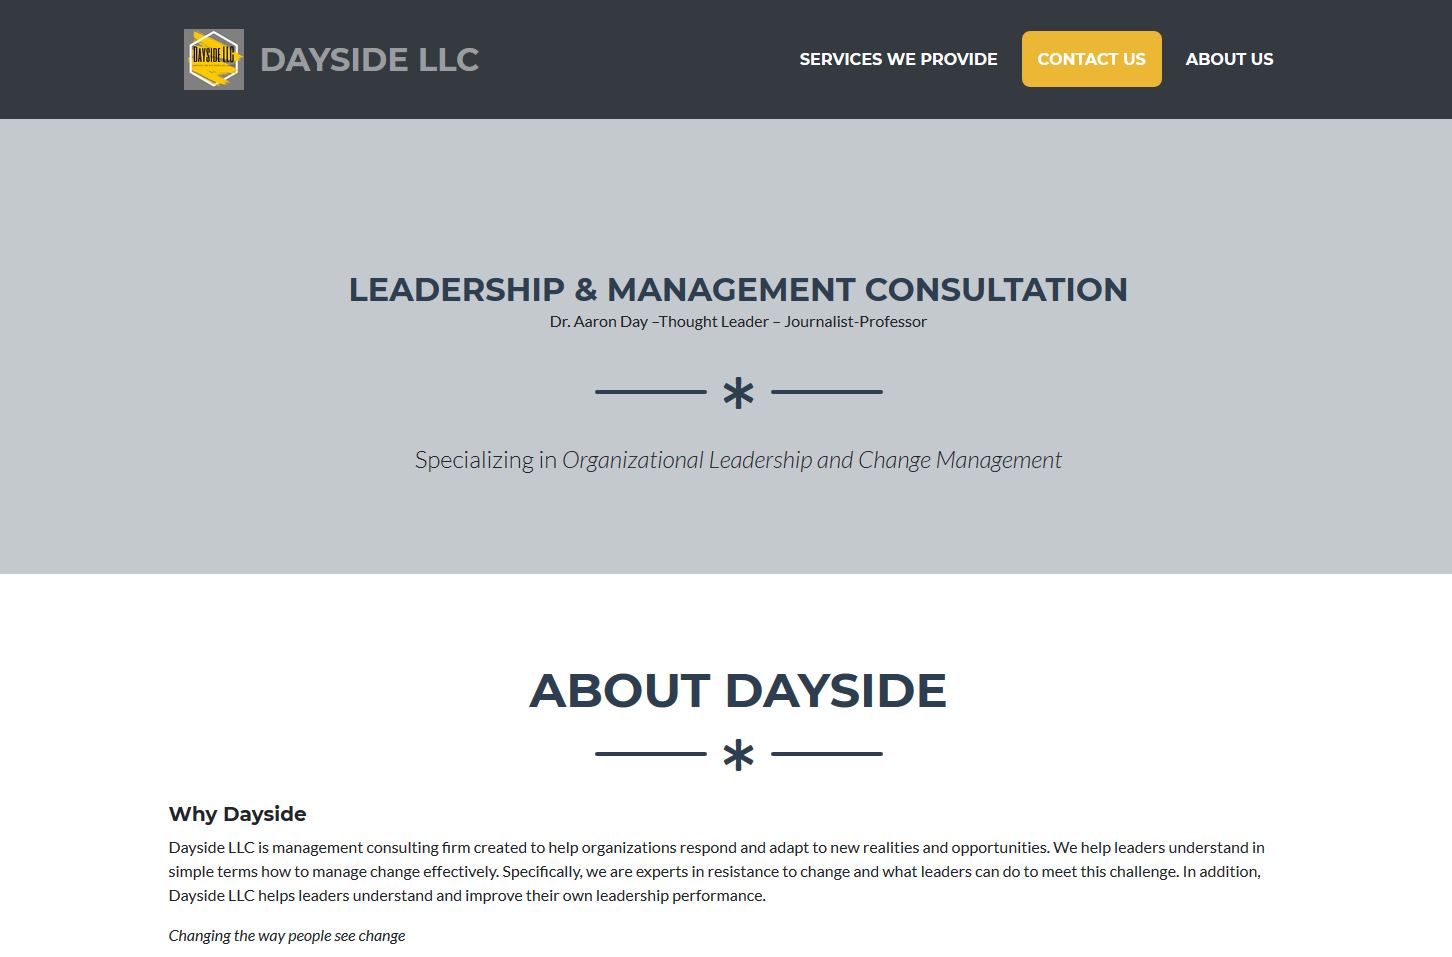 DAYSIDE LLC
DAYSIDE LLC
SERVICES WE PROVIDE
CONTACT US
ABOUT US
LEADERSHIP & MANAGEMENT CONSULTATION
Dr. Aaron Day –Thought Leader – Journalist-Professor
Specializing in Organizational Leadership and Change Management
ABOUT DAYSIDE
Why Dayside
Dayside LLC is management consulting firm created to help organizations respond and adapt to new realities and opportunities. We help leaders understand in
simple terms how to manage change effectively. Specifically, we are experts in resistance to change and what leaders can do to meet this challenge. In addition,
Dayside LLC helps leaders understand and improve their own leadership performance.
Changing the way people see change